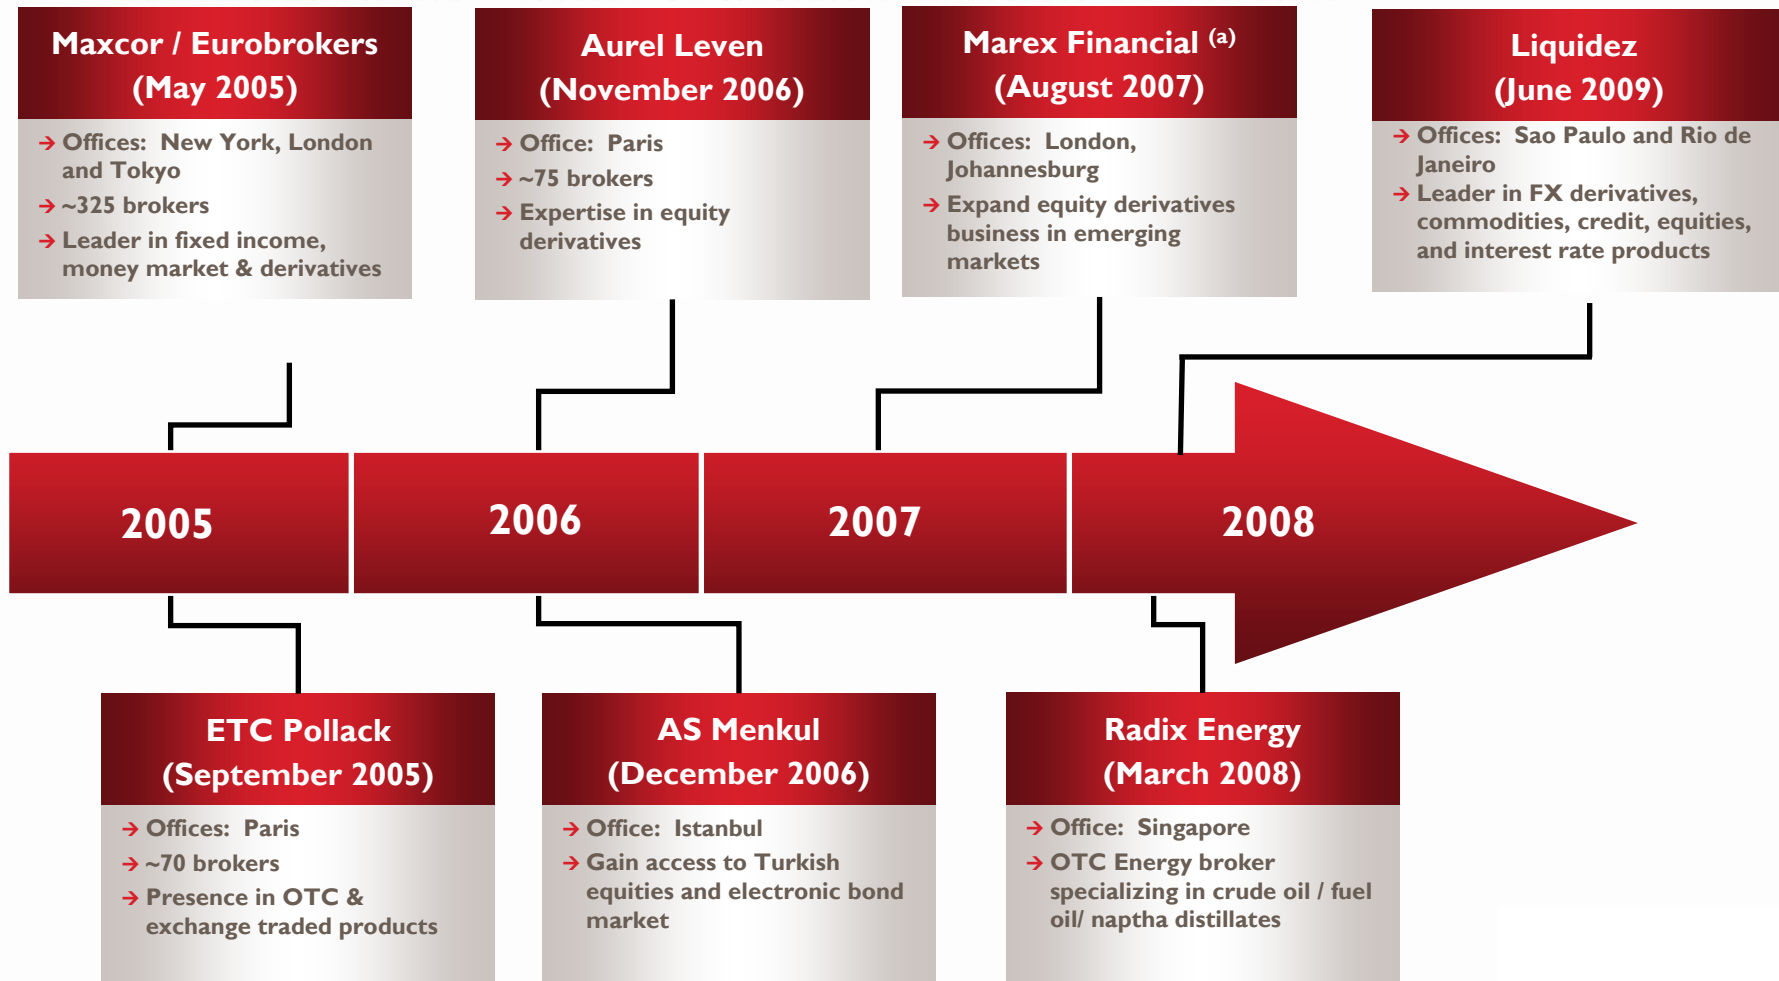 Maxcor / Eurobrokers
(May 2005)
→ Offices: New York, London
and Tokyo
→ ~325 brokers
→ Leader in fixed income,
money market & derivatives
Aurel Leven
(November 2006)
→ Office: Paris
→ ~75 brokers
→ Expertise in equity
derivatives
Marex Financial (a)
(August 2007)
→ Offices: London,
Johannesburg
→ Expand equity derivatives
business in emerging
markets
Liquidez
(June 2009)
→ Offices: Sao Paulo and Rio de
Janeiro
→ Leader in FX derivatives,
commodities, credit, equities,
and interest rate products
2005
2006
2007
2008
ETC Pollack
(September 2005)
→ Offices: Paris
→ ~70 brokers
→ Presence in OTC &
exchange traded products
AS Menkul
(December 2006)
→ Office: Istanbul
→ Gain access to Turkish
equities and electronic bond
market
Radix Energy
(March 2008)
→ Office: Singapore
→ OTC Energy broker
specializing in crude oil / fuel
oil/ naptha distillates